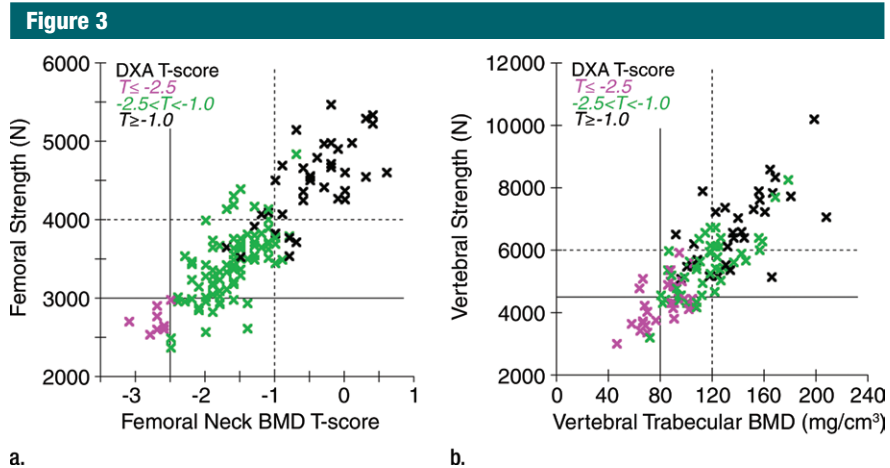 Figure 3
6000
5000
4000
3000
2000
Femoral Strength (N)
DXA T-score
T≤ -2.5
-2.5<T<-1.0
T≥-1.0
-3 -2 -1 0 1
Femoral Neck BMD T-score
a.
12000
10000
8000
6000
4000
2000
Vertebral Strength (N)
DXA T-score
T≤ -2.5
-2.5<T<-1.0
T≥-1.0
0 40 80 120 160 200 240
Vertebral Trabecular BMD (mg/cm³)
b.